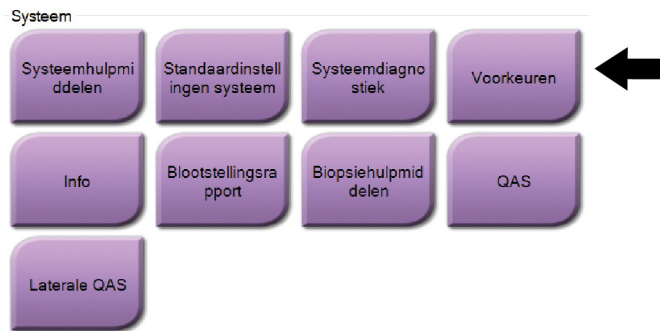 Systeem
Systeemhulpmi
ddelen
Standaardinstell
ingen systeem
Systeemdiagno
stiek
Voorkeuren
Info
Blootstellingsra
pport
Biopsiehulpmid
delen
QAS
Laterale QAS